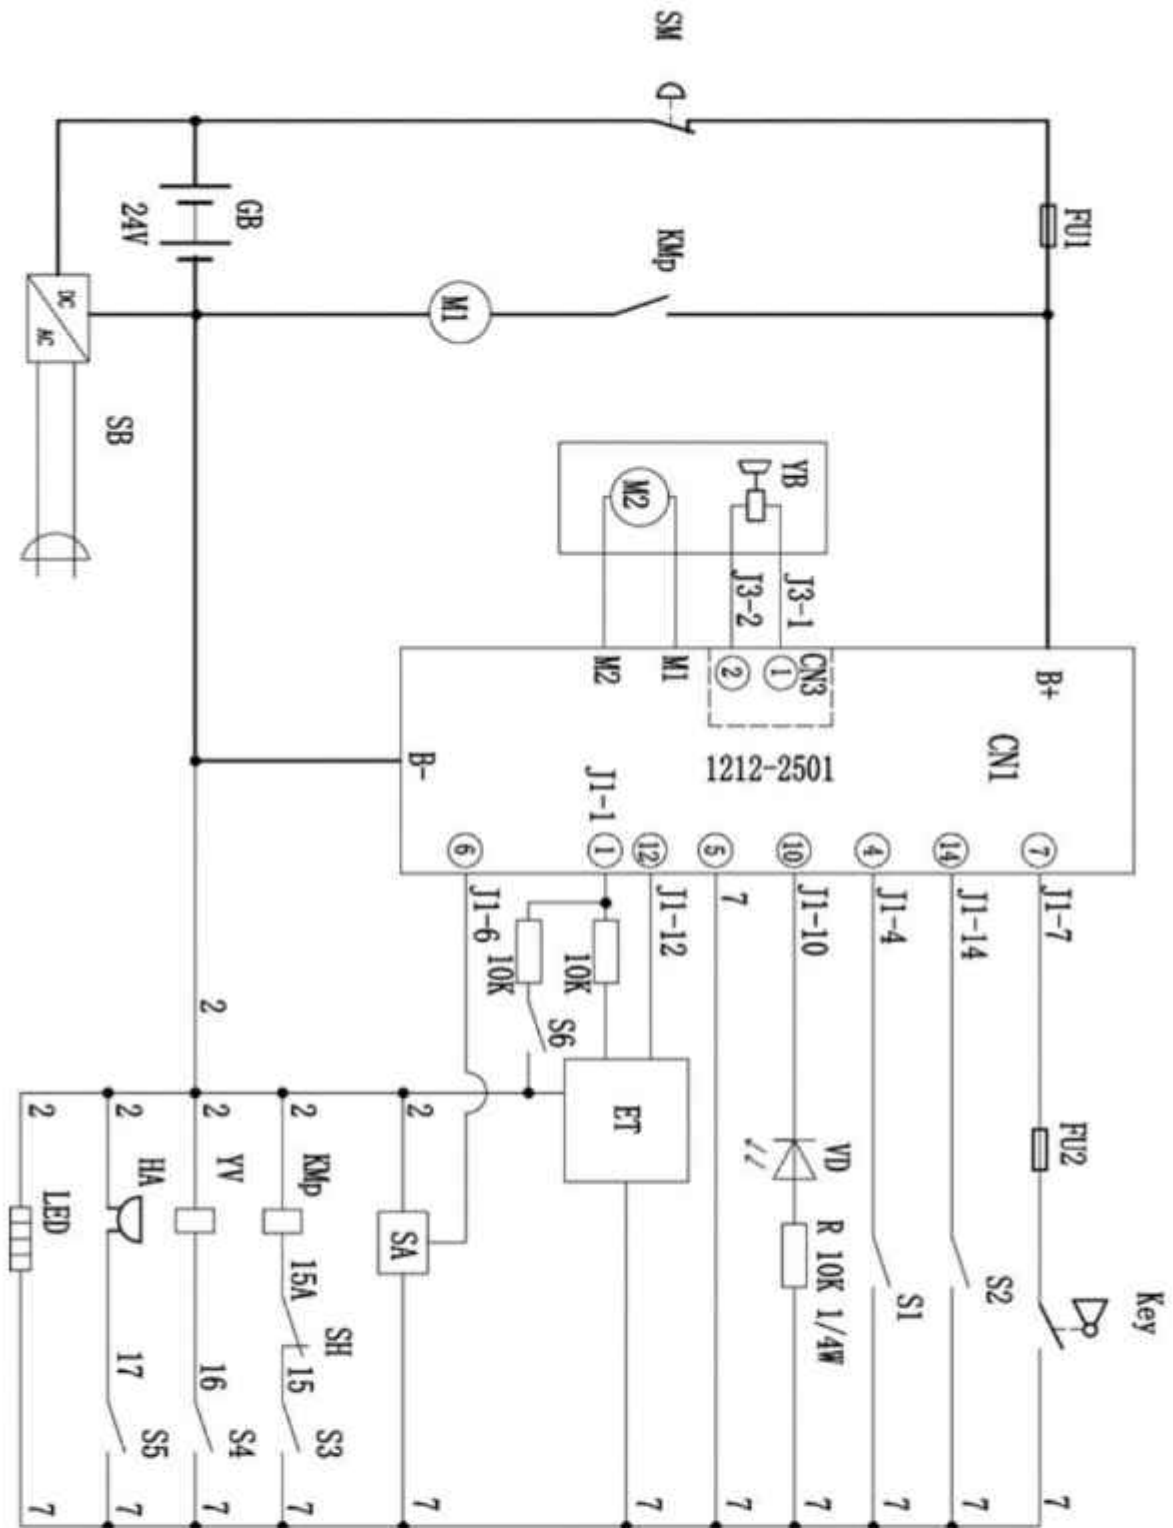 SM
FU1
GB
24V
KMp
M1
DC
AC
SB
YB
M2
J3-1
J3-2
CN3
1
2
M1
M2
B+
CN1
1212-2501
J1-1
B-
6
1
12
5
10
4
14
7
J1-6
J1-12
7
J1-10
J1-4
J1-14
J1-7
10K
10K
S6
2
ET
FU2
VD
R 10K 1/4W
S1
S2
Key
2
2
2
2
2
LED
HA
YV
KMp
SA
15A
SH
15
16
17
S5
S4
S3
7
7
7
7
7
7
7
7
7
7
7